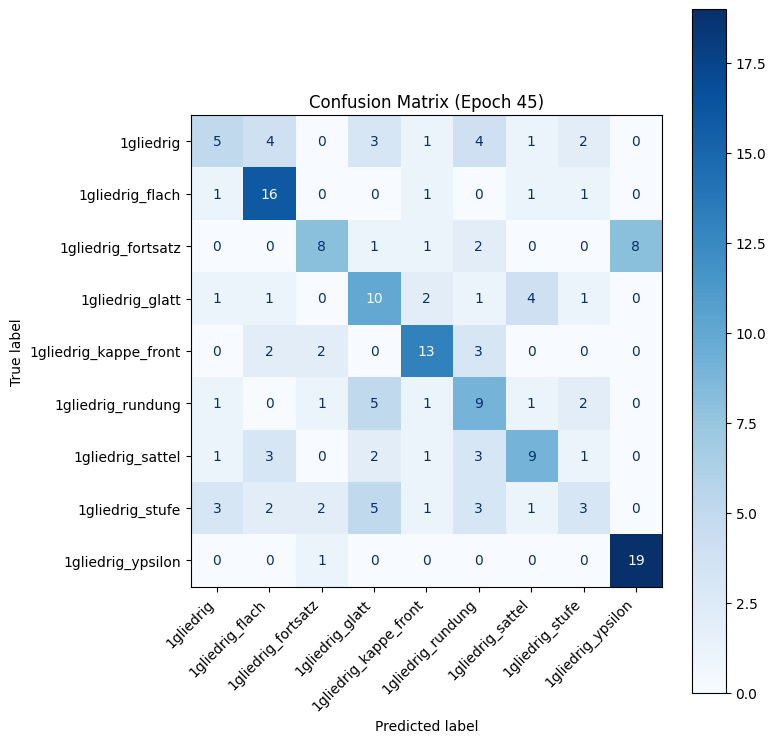 Confusion Matrix (Epoch 45)
True label
1gliedrig 5 4 0 3 1 4 1 2 0
1gliedrig_flach 1 16 0 0 1 0 1 1 0
1gliedrig_fortsatz 0 0 8 1 1 2 0 0 8
1gliedrig_glatt 1 1 0 10 2 1 4 1 0
1gliedrig_kappe_front 0 2 2 0 13 3 0 0 0
1gliedrig_rundung 1 0 1 5 1 9 1 2 0
1gliedrig_sattel 1 3 0 2 1 3 9 1 0
1gliedrig_stufe 3 2 2 5 1 3 1 3 0
1gliedrig_ypsilon 0 0 1 0 0 0 0 0 19
1gliedrig
1gliedrig_flach
1gliedrig_fortsatz
1gliedrig_glatt
1gliedrig_kappe_front
1gliedrig_rundung
1gliedrig_sattel
1gliedrig_stufe
1gliedrig_ypsilon
Predicted label
17.5
15.0
12.5
10.0
7.5
5.0
2.5
0.0